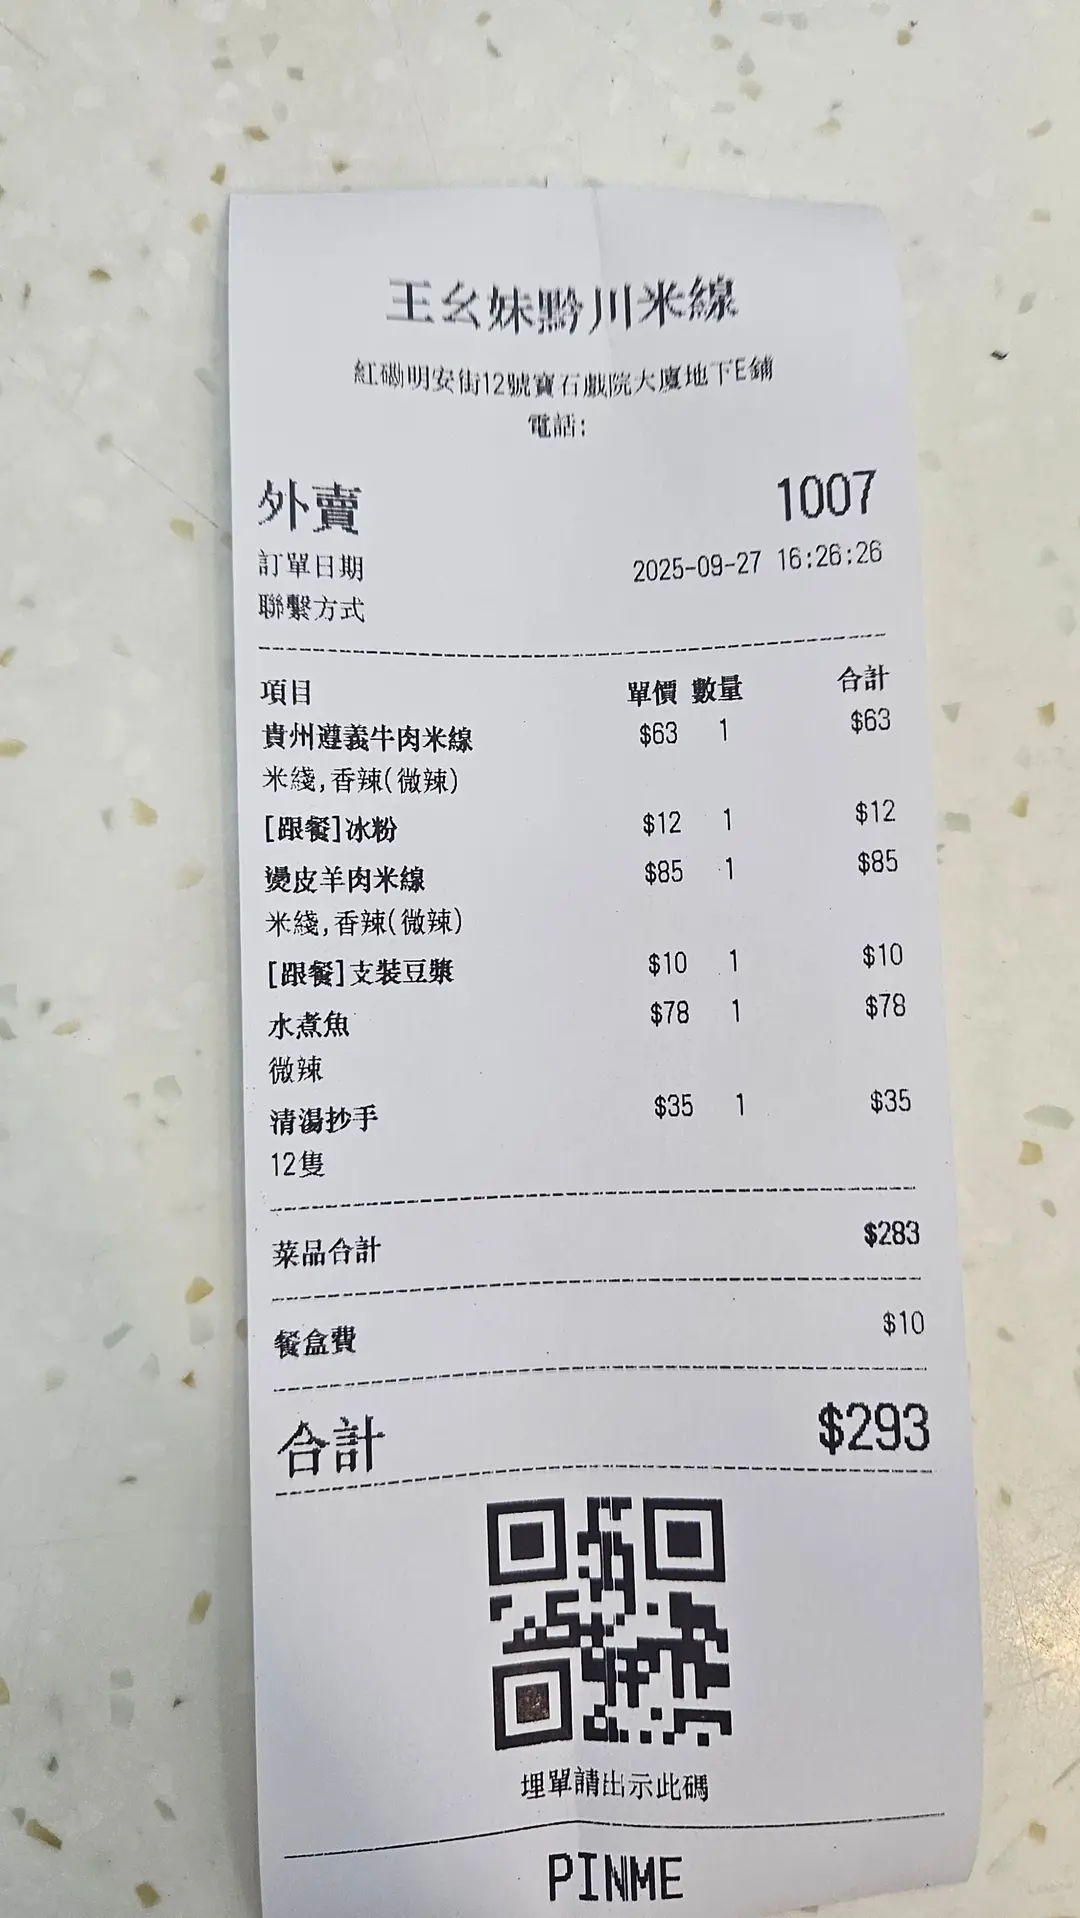 王幺妹黔川米線
紅磡明安街12號寶石戲院大廈地下E鋪
電話:
外賣 1007
訂單日期 2025-09-27 16:26:26
聯繫方式
項目 單價 數量 合計
貴州遵義牛肉米線 $63 1 $63
米綫,香辣(微辣)
[跟餐]冰粉 $12 1 $12
燙皮羊肉米線 $85 1 $85
米綫,香辣(微辣)
[跟餐]支裝豆漿 $10 1 $10
水煮魚 $78 1 $78
微辣
清湯抄手 $35 1 $35
12隻
菜品合計 $283
餐盒費 $10
合計 $293
埋單請出示此碼
PINME